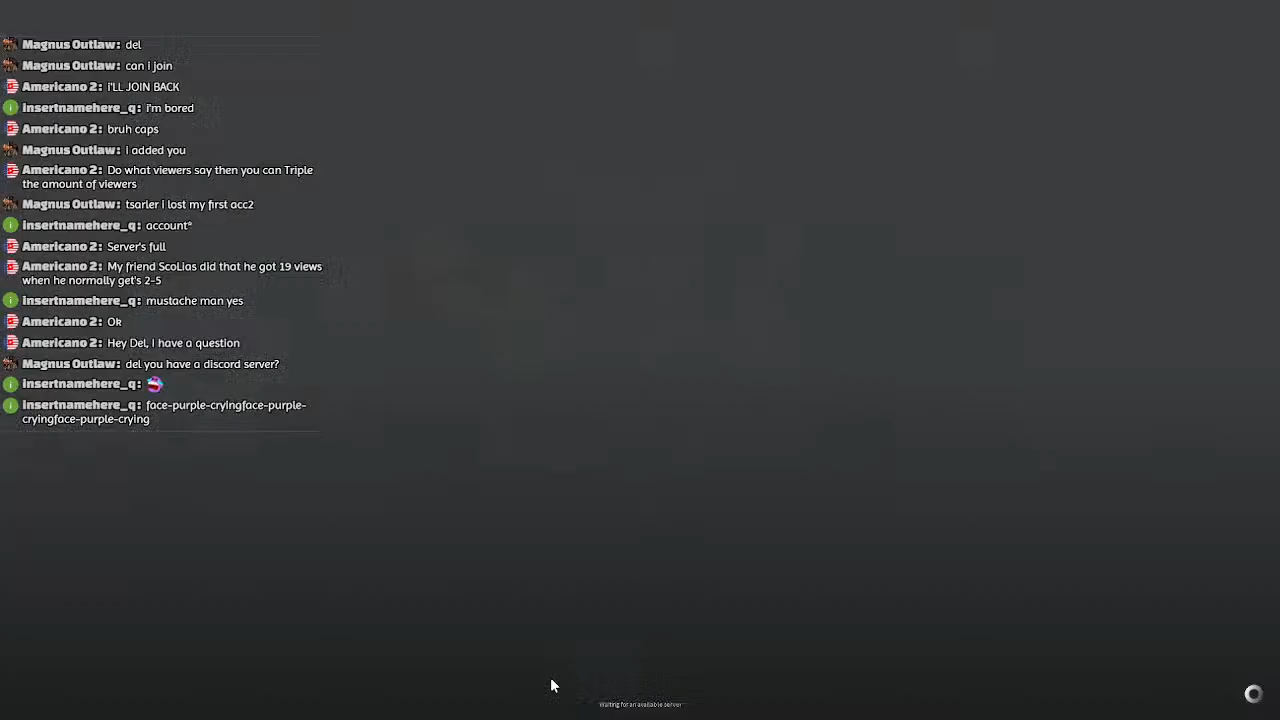 Magnus Outlaw: del
Magnus Outlaw: can i join
Americano 2: i'LL JOIN BACK
insertnamehere_q: i'm bored
Americano 2: bruh caps
Magnus Outlaw: i added you
Americano 2: Do what viewers say then you can Triple
the amount of viewers
Magnus Outlaw: tsarler i lost my first acc2
insertnamehere_q: account*
Americano 2: Server's full
Americano 2: My friend ScoLias did that he got 19 views
when he normally get's 2-5
insertnamehere_q: mustache man yes
Americano 2: Ok
Americano 2: Hey Del, I have a question
Magnus Outlaw: del you have a discord server?
insertnamehere_q:
insertnamehere_q: face-purple-cryingface-purple-
cryingface-purple-crying
Waiting for an available server